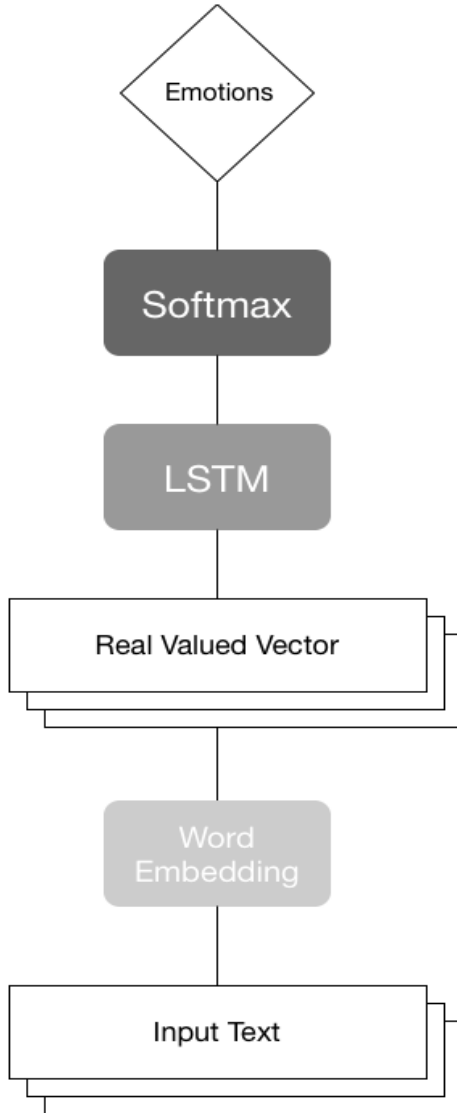 Emotions
Softmax
LSTM
Real Valued Vector
Word
Embedding
Input Text